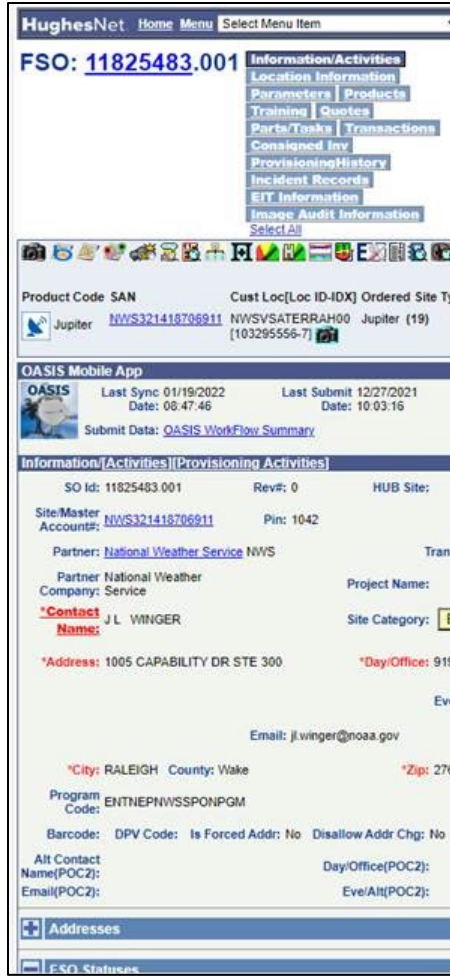 HughesNet Home Menu Select Menu Item
FSO: 11825483.001
Information/Activities
Location Information
Parameters Products
Training Quotes
Parts/Tasks Transactions
Consigned Inv
ProvisioningHistory
Incident Records
EIT Information
Image Audit Information
Select All
Product Code SAN Cust Loc[Loc ID-IDX] Ordered Site Ty
Jupiter NWS321418706911 NWSVSATERRAH00 Jupiter (19)
[103295556-7]
OASIS Mobile App
OASIS Last Sync Date: 01/19/2022 08:47:46 Last Submit Date: 12/27/2021 10:03:16
Submit Data: OASIS WorkFlow Summary
Information/[Activities][Provisioning Activities]
SO Id: 11825483.001 Rev#: 0 HUB Site:
Site/Master Account#: NWS321418706911 Pin: 1042
Partner: National Weather Service NWS Tran
Partner Company: National Weather Service Project Name:
*Contact Name: J L WINGER Site Category: E
*Address: 1005 CAPABILITY DR STE 300 *Day/Office: 919
Eve
Email: jl.winger@noaa.gov
*City: RALEIGH County: Wake *Zip: 276
Program Code: ENTNEPNWSSPONPGM
Barcode: DPV Code: Is Forced Addr: No Disallow Addr Chg: No
Alt Contact Name(POC2): Day/Office(POC2):
Email(POC2): Eve/Alt(POC2):
Addresses
FSO Statuses